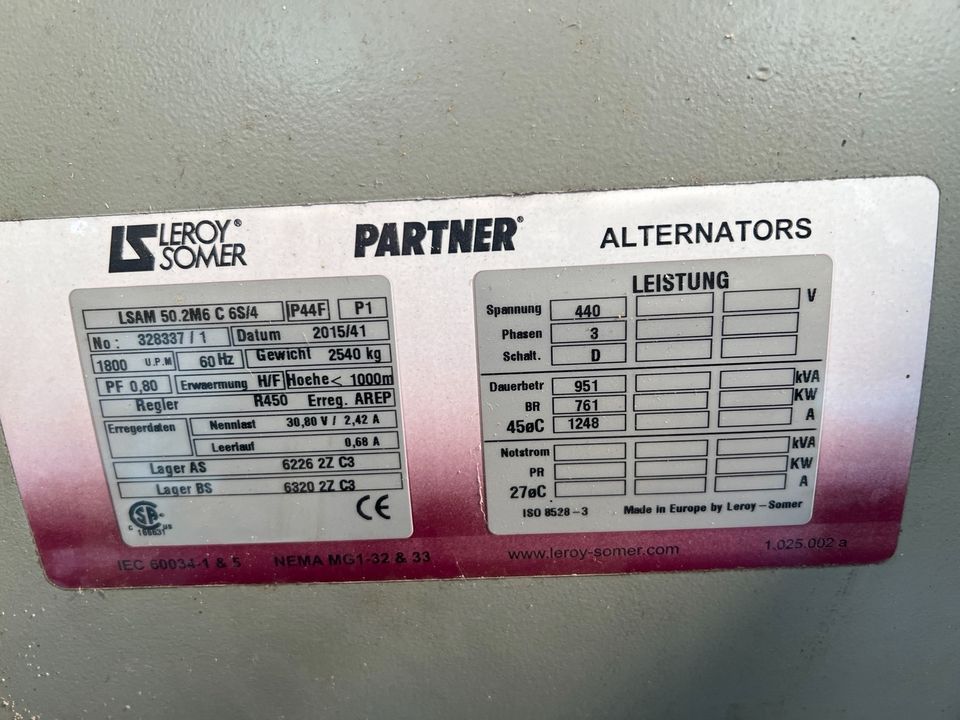 LEROY®
SOMER
PARTNER®
ALTERNATORS
LSAM 50.2M6 C 6S/4 IP44F P1
No : 328337 / 1 Datum 2015/41
1800 U.P.M 60 Hz Gewicht 2540 kg
PF 0,80 Erwaermung H/F Hoehe < 1000m
Regler R450 Erreg. AREP
Erregerdaten Nennlast 30,80 V / 2,42 A
Leerlauf 0,68 A
Lager AS 6226 2Z C3
Lager BS 6320 2Z C3
C SA US
166631
CE
LEISTUNG
Spannung 440 V
Phasen 3
Schalt. D
Dauerbetr 951 kVA
BR 761 KW
45øC 1248 A
Notstrom kVA
PR KW
27øC A
ISO 8528-3 Made in Europe by Leroy-Somer
IEC 60034-1 & 5 NEMA MG1-32 & 33 www.leroy-somer.com 1.025.002 a